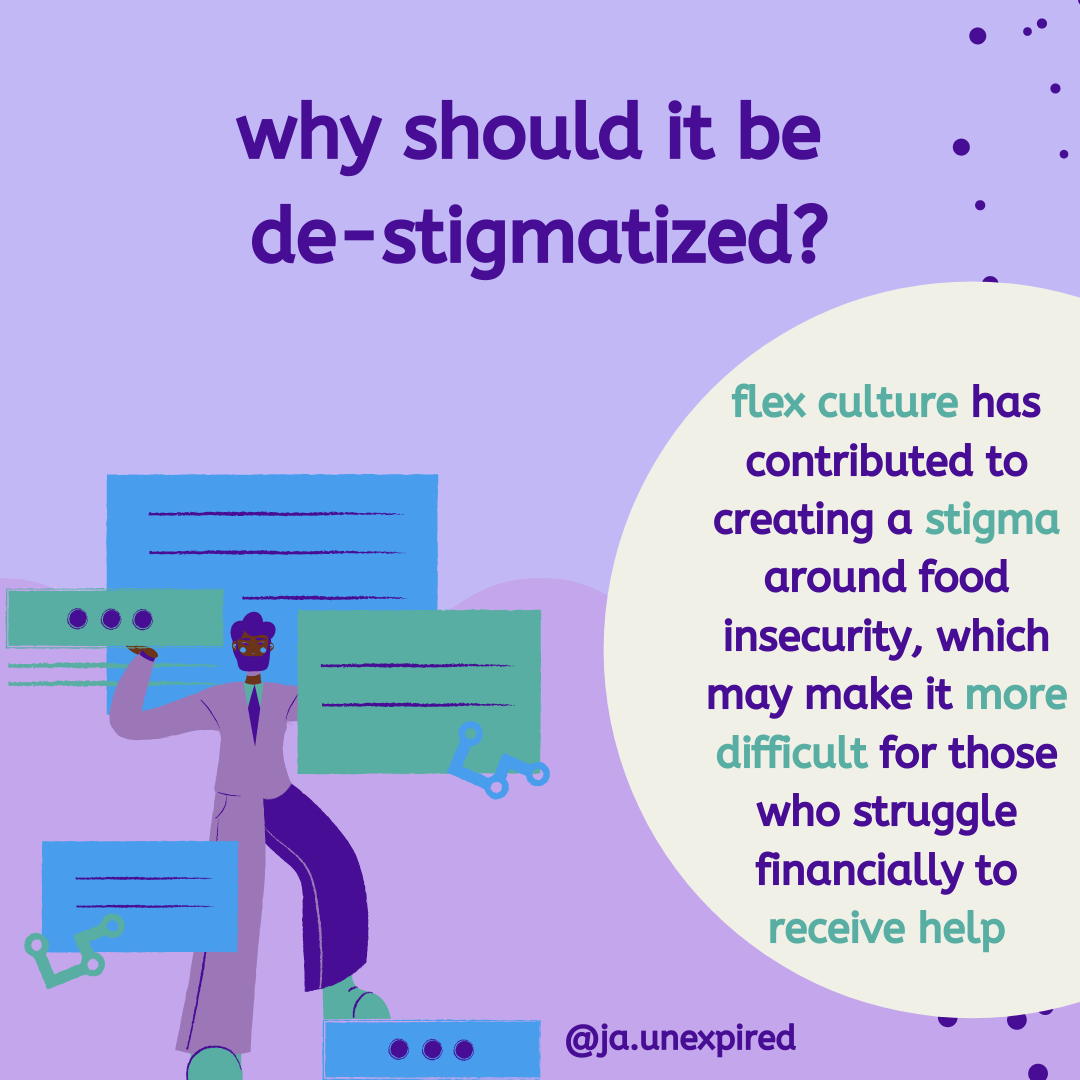 why should it be
de-stigmatized?
flex culture has
contributed to
creating a stigma
around food
insecurity, which
may make it more
difficult for those
who struggle
financially to
receive help
@ja.unexpired